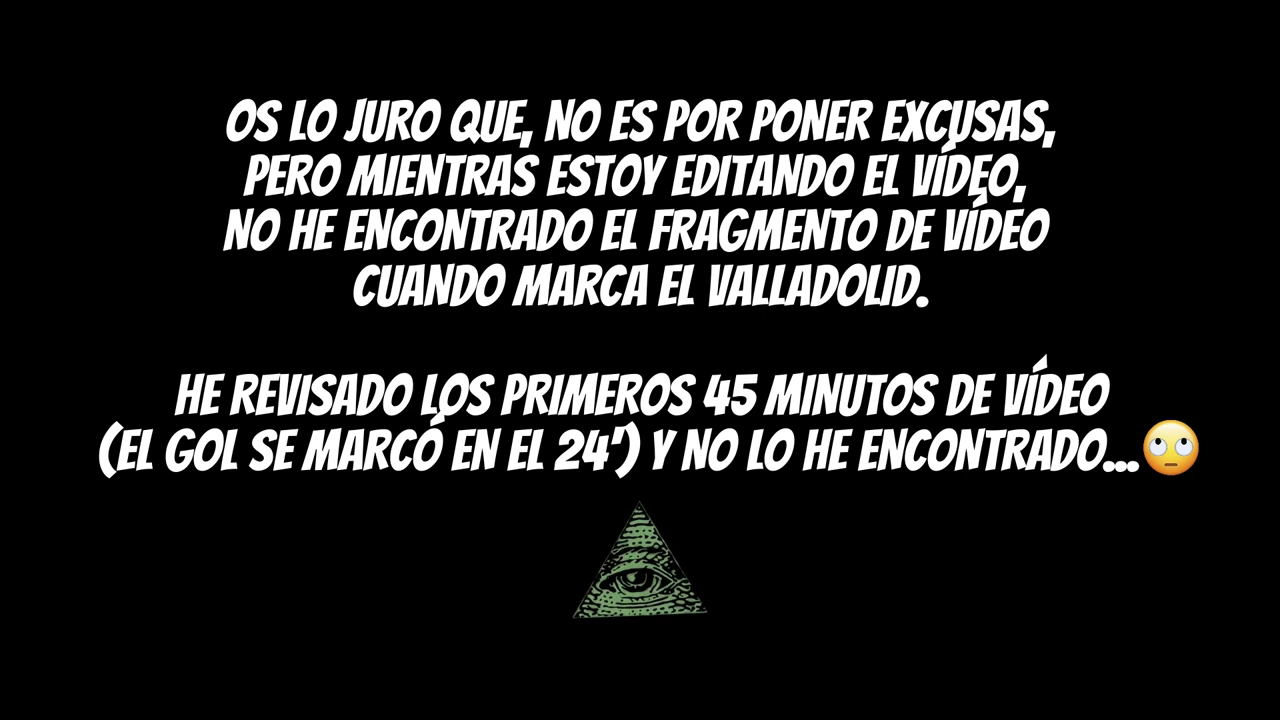 OS LO JURO QUE, NO ES POR PONER EXCUSAS,
PERO MIENTRAS ESTOY EDITANDO EL VÍDEO,
NO HE ENCONTRADO EL FRAGMENTO DE VÍDEO
CUANDO MARCA EL VALLADOLID.
HE REVISADO LOS PRIMEROS 45 MINUTOS DE VÍDEO
(EL GOL SE MARCÓ EN EL 24') Y NO LO HE ENCONTRADO...🙄